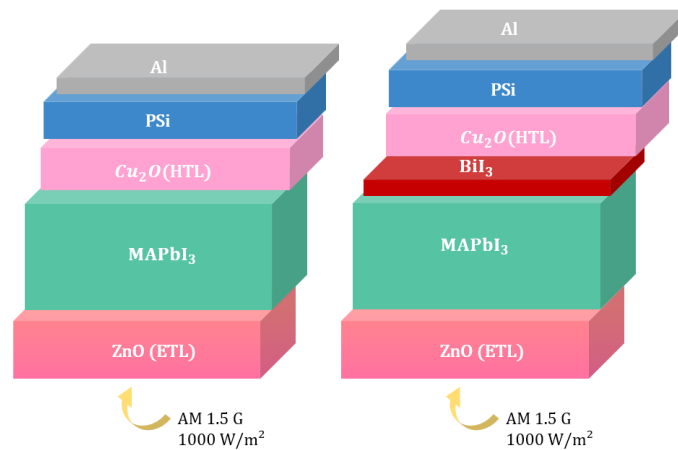 Al
PSi
Cu₂O(HTL)
MAPbI₃
ZnO (ETL)
AM 1.5 G
1000 W/m²
Al
PSi
Cu₂O(HTL)
BiI₃
MAPbI₃
ZnO (ETL)
AM 1.5 G
1000 W/m²